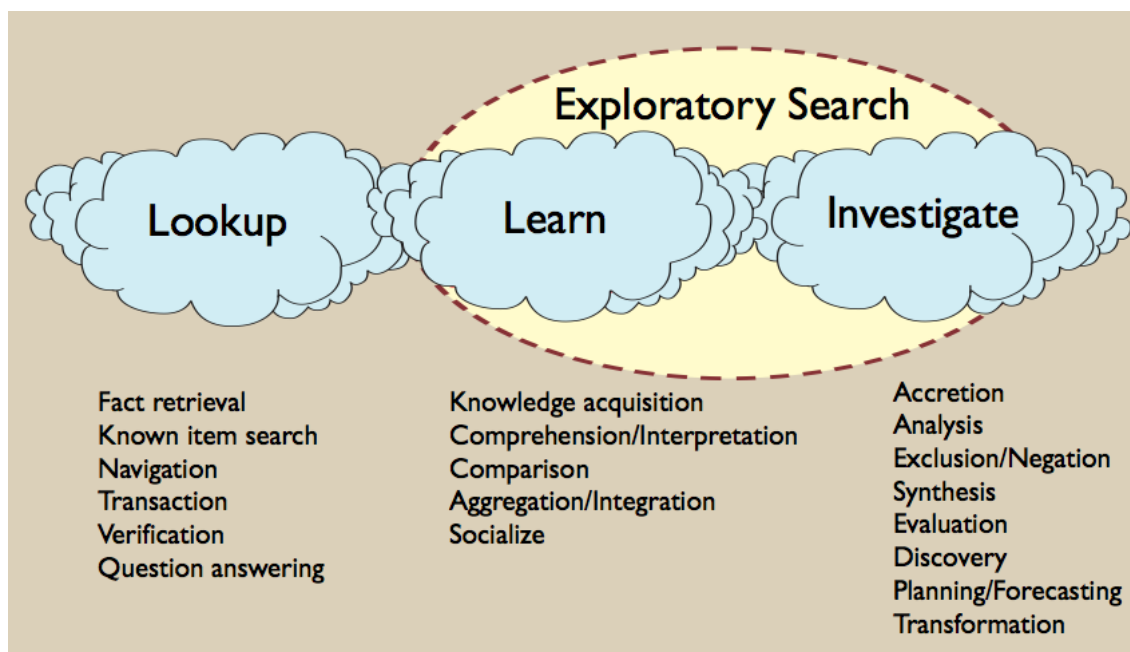 Exploratory Search
Lookup
Learn
Investigate
Fact retrieval
Known item search
Navigation
Transaction
Verification
Question answering
Knowledge acquisition
Comprehension/Interpretation
Comparison
Aggregation/Integration
Socialize
Accretion
Analysis
Exclusion/Negation
Synthesis
Evaluation
Discovery
Planning/Forecasting
Transformation